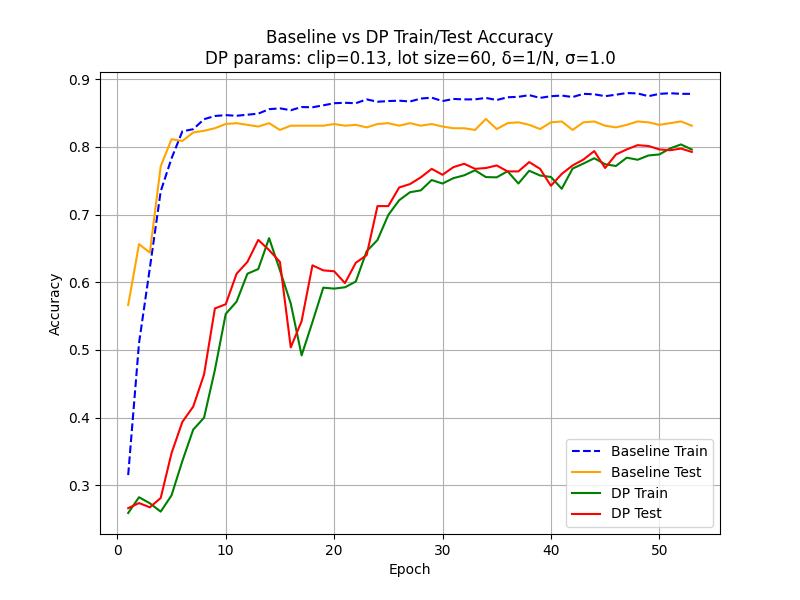 Baseline vs DP Train/Test Accuracy
DP params: clip=0.13, lot size=60, δ=1/N, σ=1.0
0.9
0.8
0.7
0.6
0.5
0.4
0.3
Accuracy
0 10 20 30 40 50
Epoch
Baseline Train
Baseline Test
DP Train
DP Test